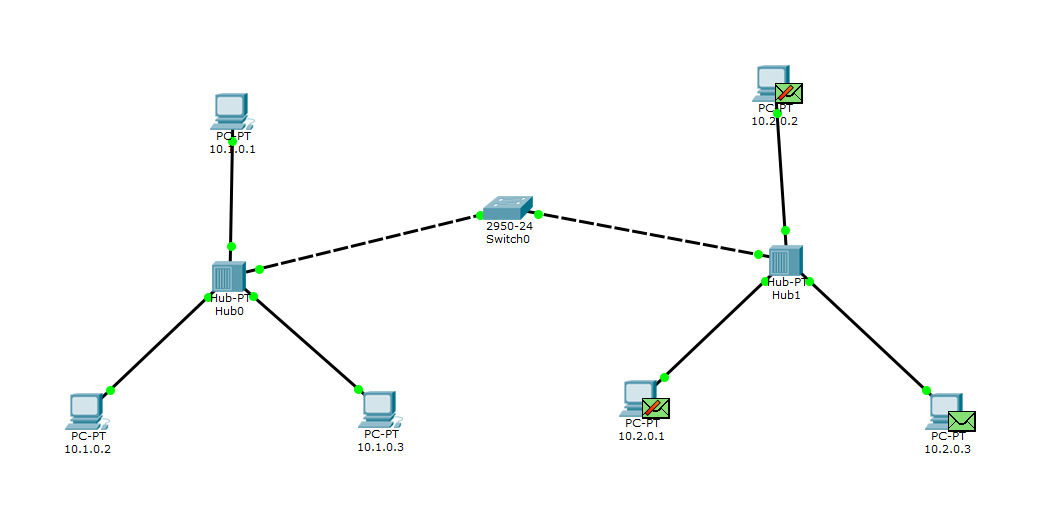 PC-PT
10.2.0.2
PC-PT
10.1.0.1
2950-24
Switch0
Hub-PT
Hub0
Hub-PT
Hub1
PC-PT
10.1.0.2
PC-PT
10.1.0.3
PC-PT
10.2.0.1
PC-PT
10.2.0.3